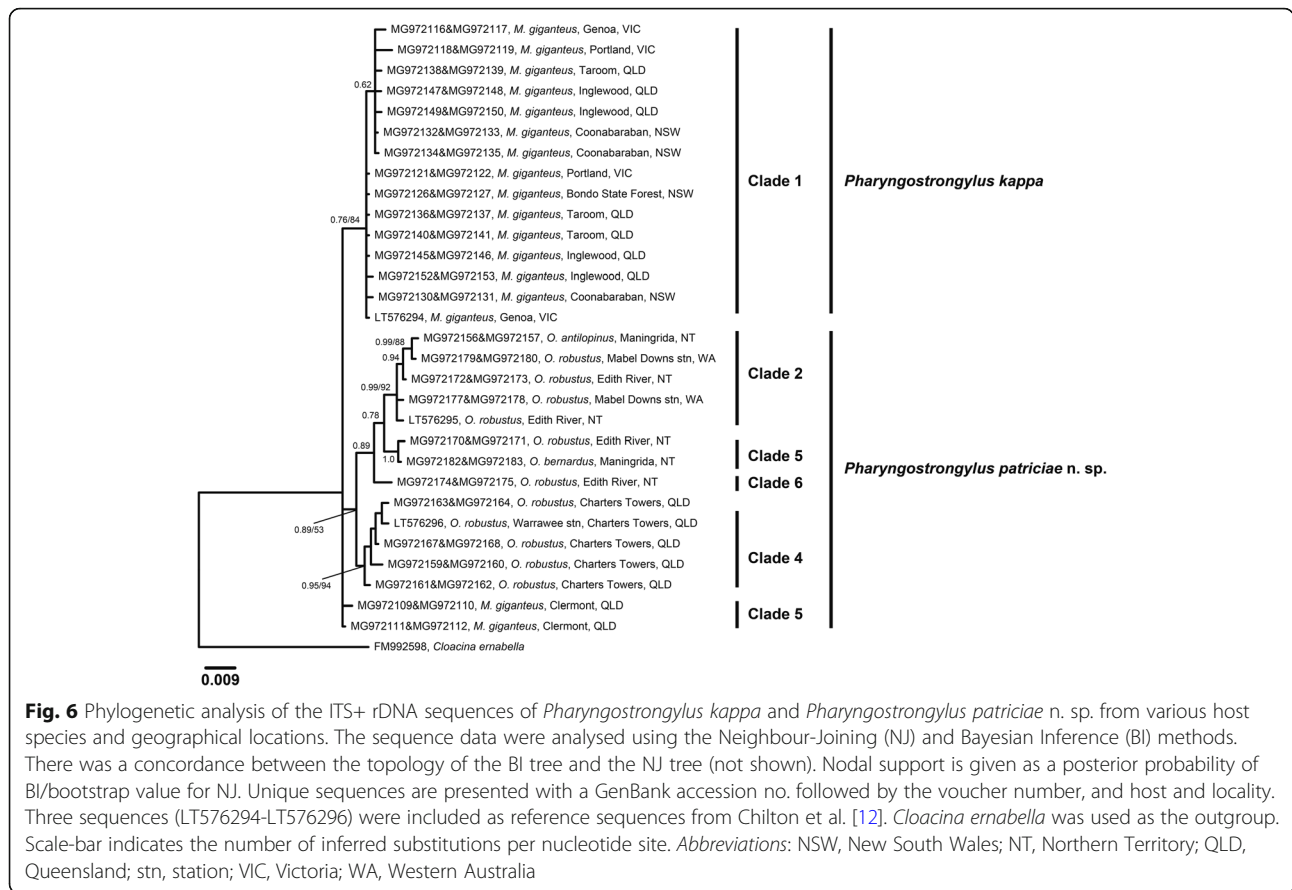 MG972116&MG972117, M. giganteus, Genoa, VIC
MG972118&MG972119, M. giganteus, Portland, VIC
MG972138&MG972139, M. giganteus, Taroom, QLD
0.62
MG972147&MG972148, M. giganteus, Inglewood, QLD
MG972149&MG972150, M. giganteus, Inglewood, QLD
MG972132&MG972133, M. giganteus, Coonabaraban, NSW
MG972134&MG972135, M. giganteus, Coonabaraban, NSW
MG972121&MG972122, M. giganteus, Portland, VIC
Clade 1
Pharyngostrongylus kappa
MG972126&MG972127, M. giganteus, Bondo State Forest, NSW
MG972136&MG972137, M. giganteus, Taroom, QLD
0.76/84
MG972140&MG972141, M. giganteus, Taroom, QLD
MG972145&MG972146, M. giganteus, Inglewood, QLD
MG972152&MG972153, M. giganteus, Inglewood, QLD
MG972130&MG972131, M. giganteus, Coonabaraban, NSW
LT576294, M. giganteus, Genoa, VIC
MG972156&MG972157, O. antilopinus, Maningrida, NT
0.99/88
0.94
MG972179&MG972180, O. robustus, Mabel Downs stn, WA
MG972172&MG972173, O. robustus, Edith River, NT
Clade 2
0.99/92
MG972177&MG972178, O. robustus, Mabel Downs stn, WA
0.78
LT576295, O. robustus, Edith River, NT
MG972170&MG972171, O. robustus, Edith River, NT
0.89
Clade 5
1.0
MG972182&MG972183, O. bernardus, Maningrida, NT
Pharyngostrongylus patriciae n. sp.
MG972174&MG972175, O. robustus, Edith River, NT
Clade 6
MG972163&MG972164, O. robustus, Charters Towers, QLD
LT576296, O. robustus, Warrawee stn, Charters Towers, QLD
0.89/53
MG972167&MG972168, O. robustus, Charters Towers, QLD
Clade 4
MG972159&MG972160, O. robustus, Charters Towers, QLD
0.95/94
MG972161&MG972162, O. robustus, Charters Towers, QLD
MG972109&MG972110, M. giganteus, Clermont, QLD
Clade 5
MG972111&MG972112, M. giganteus, Clermont, QLD
FM992598, Cloacina ernabella
0.009
Fig. 6 Phylogenetic analysis of the ITS+ rDNA sequences of Pharyngostrongylus kappa and Pharyngostrongylus patriciae n. sp. from various host
species and geographical locations. The sequence data were analysed using the Neighbour-Joining (NJ) and Bayesian Inference (BI) methods.
There was a concordance between the topology of the BI tree and the NJ tree (not shown). Nodal support is given as a posterior probability of
BI/bootstrap value for NJ. Unique sequences are presented with a GenBank accession no. followed by the voucher number, and host and locality.
Three sequences (LT576294-LT576296) were included as reference sequences from Chilton et al. [12]. Cloacina ernabella was used as the outgroup.
Scale-bar indicates the number of inferred substitutions per nucleotide site. Abbreviations: NSW, New South Wales; NT, Northern Territory; QLD,
Queensland; stn, station; VIC, Victoria; WA, Western Australia